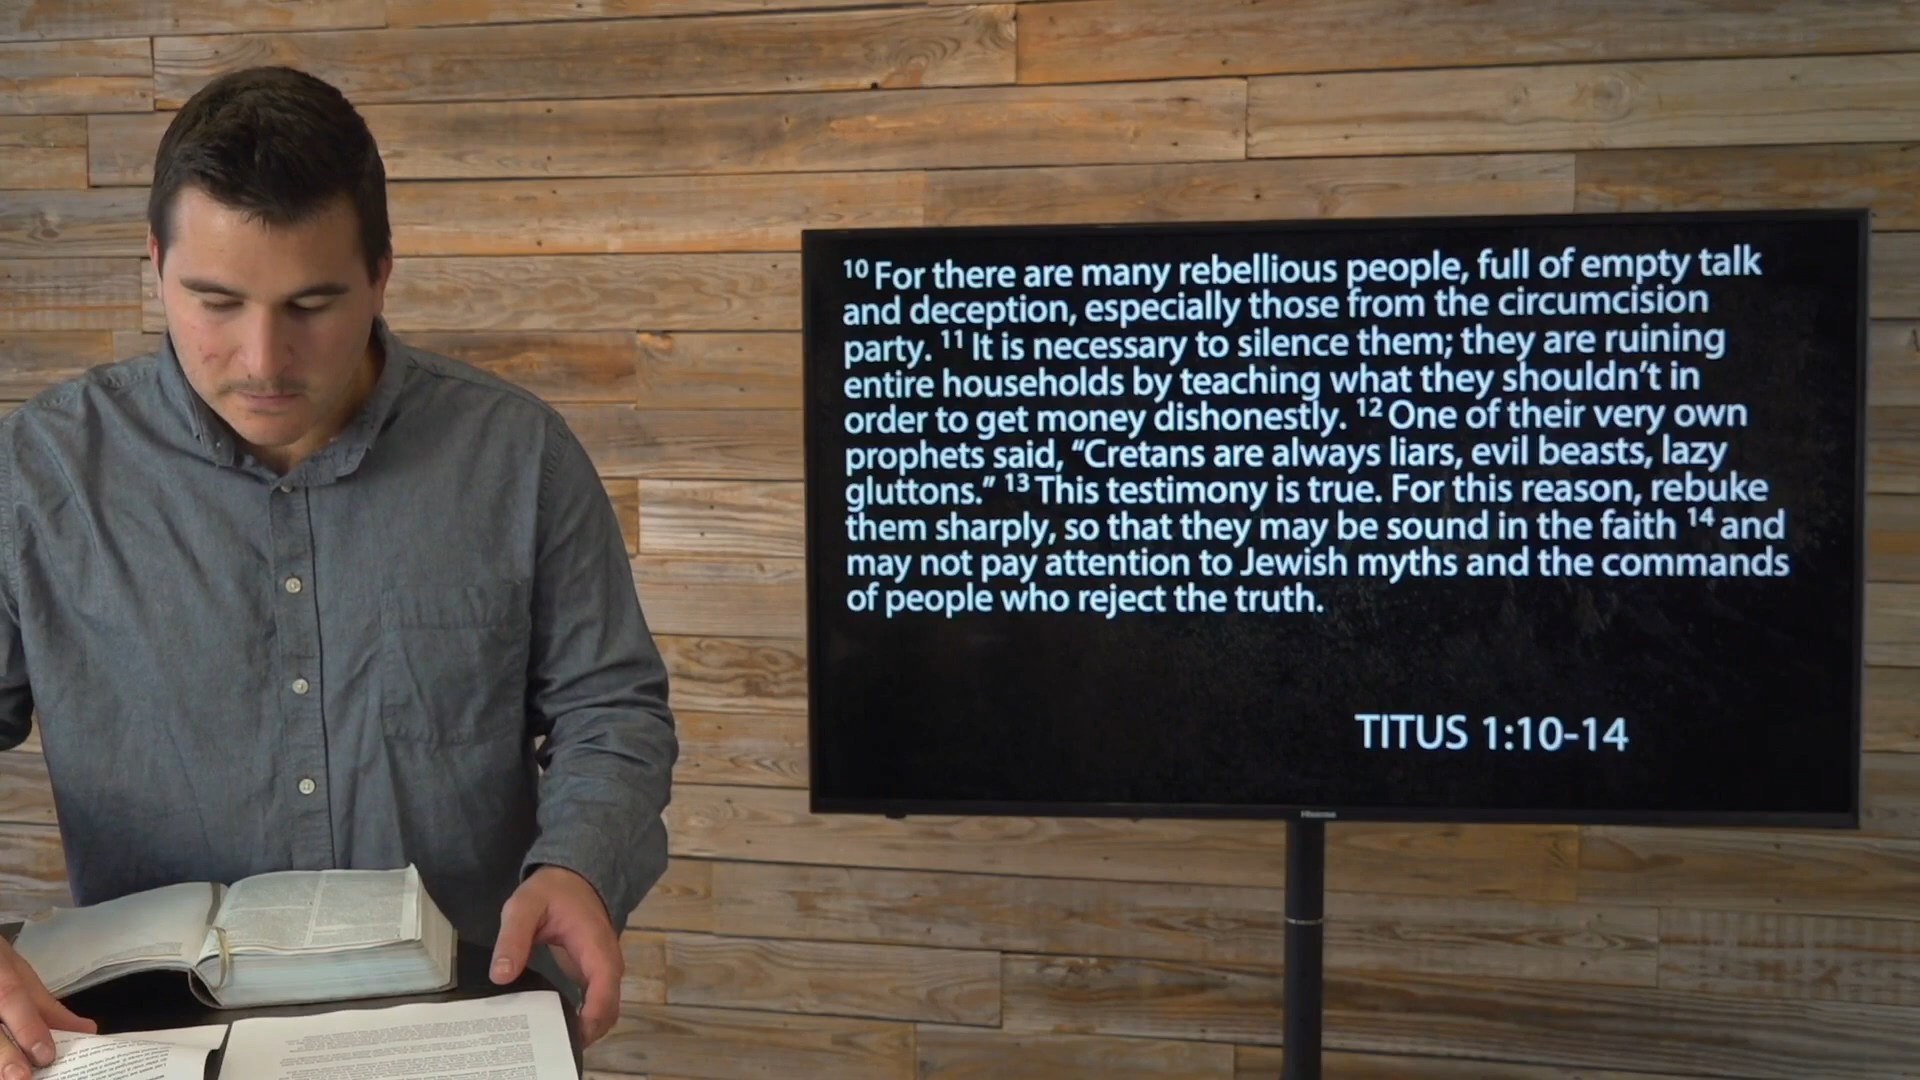 10 For there are many rebellious people, full of empty talk
and deception, especially those from the circumcision
party. 11 It is necessary to silence them; they are ruining
entire households by teaching what they shouldn’t in
order to get money dishonestly. 12 One of their very own
prophets said, “Cretans are always liars, evil beasts, lazy
gluttons.” 13 This testimony is true. For this reason, rebuke
them sharply, so that they may be sound in the faith 14 and
may not pay attention to Jewish myths and the commands
of people who reject the truth.
TITUS 1:10-14
Hisense